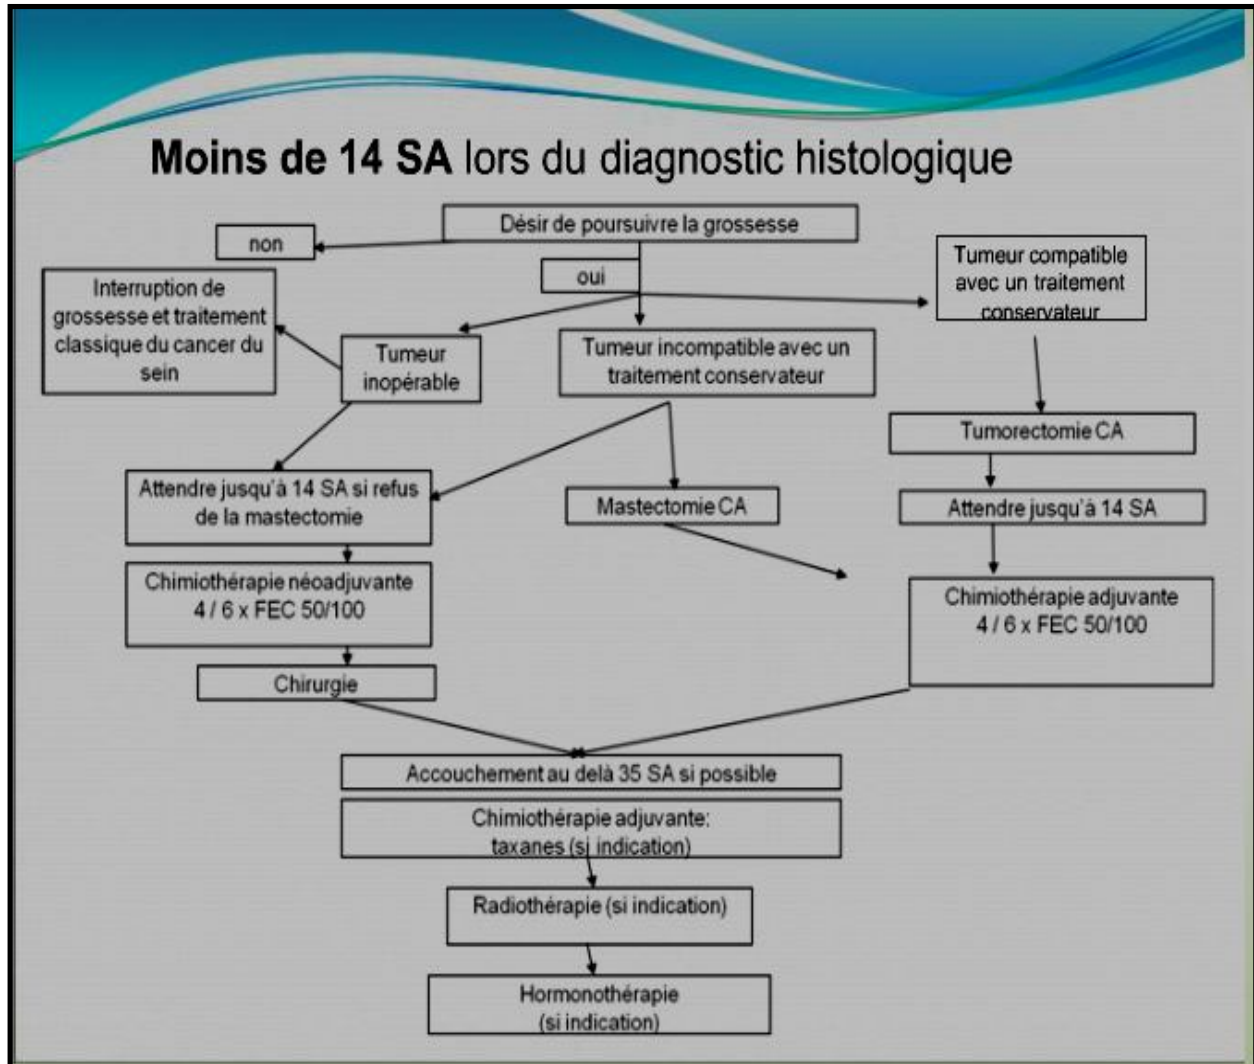 Moins de 14 SA lors du diagnostic histologique
Désir de poursuivre la grossesse
non
oui
Tumeur compatible
avec un traitement
conservateur
Interruption de
grossesse et traitement
classique du cancer du
sein
Tumeur
inopérable
Tumeur incompatible avec un
traitement conservateur
Tumorectomie CA
Attendre jusqu'à 14 SA si refus
de la mastectomie
Mastectomie CA
Attendre jusqu'à 14 SA
Chimiothérapie néoadjuvante
4 / 6 x FEC 50/100
Chimiothérapie adjuvante
4 / 6 x FEC 50/100
Chirurgie
Accouchement au delà 35 SA si possible
Chimiothérapie adjuvante:
taxanes (si indication)
Radiothérapie (si indication)
Hormonothérapie
(si indication)